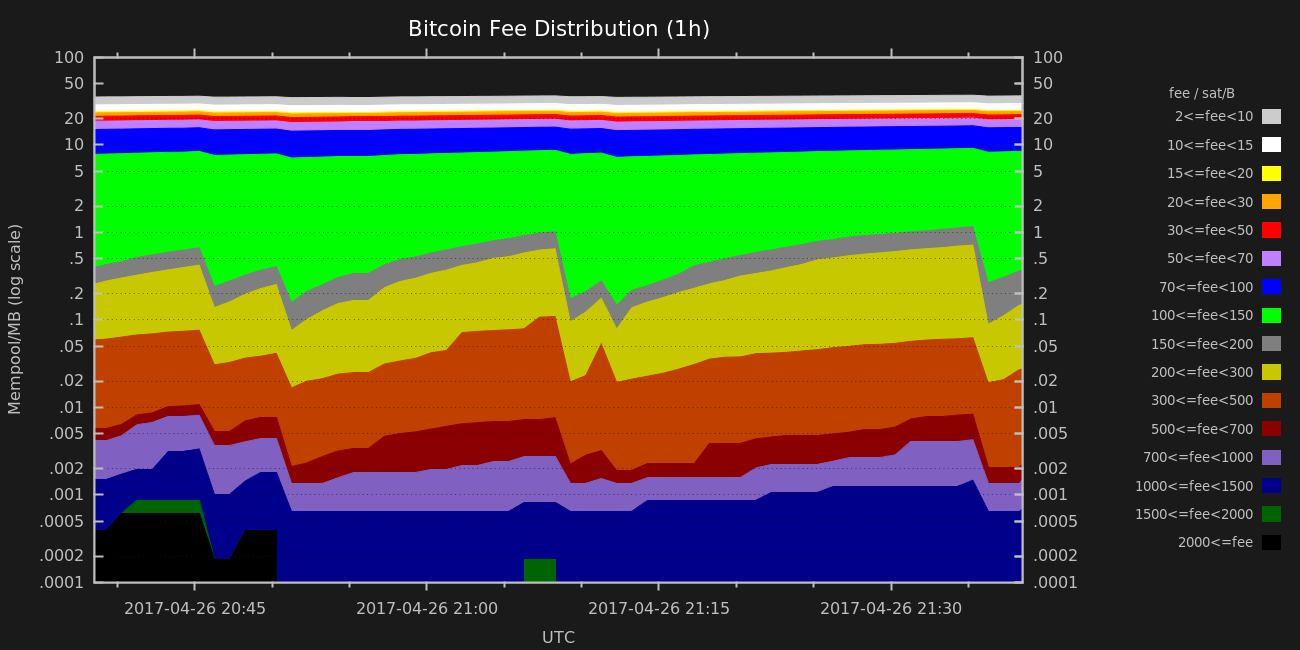 Bitcoin Fee Distribution (1h)
Mempool/MB (log scale)
100
50
20
10
5
2
1
.5
.2
.1
.05
.02
.01
.005
.002
.001
.0005
.0002
.0001
100
50
20
10
5
2
1
.5
.2
.1
.05
.02
.01
.005
.002
.001
.0005
.0002
.0001
2017-04-26 20:45
2017-04-26 21:00
2017-04-26 21:15
2017-04-26 21:30
UTC
fee / sat/B
2<=fee<10
10<=fee<15
15<=fee<20
20<=fee<30
30<=fee<50
50<=fee<70
70<=fee<100
100<=fee<150
150<=fee<200
200<=fee<300
300<=fee<500
500<=fee<700
700<=fee<1000
1000<=fee<1500
1500<=fee<2000
2000<=fee